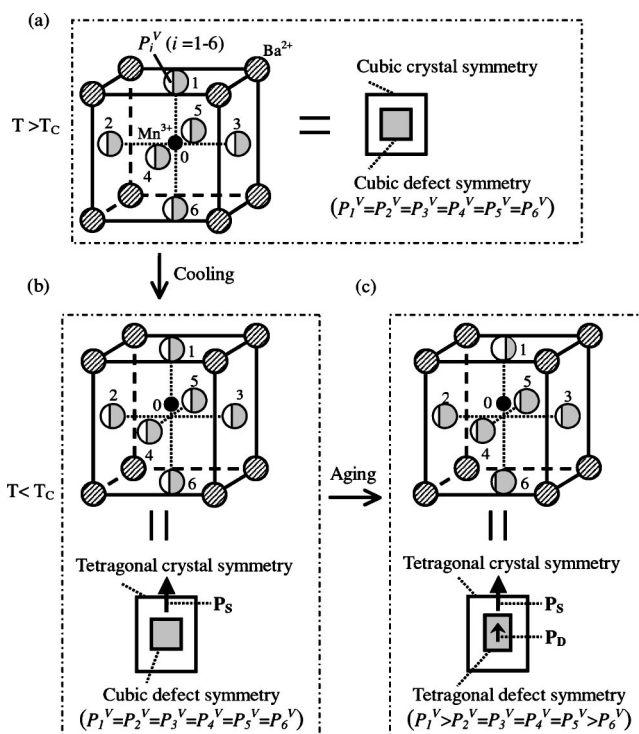 (a)
P_i^V (i =1-6)
Ba²⁺
1
T >T_C
2
Mn³⁺
5
3
4
0
6
Cubic crystal symmetry
Cubic defect symmetry
(P_1^V=P_2^V=P_3^V=P_4^V=P_5^V=P_6^V)
Cooling
(b)
(c)
1
2
5
3
0
4
6
T< T_C
Aging
1
2
5
3
0
4
6
Tetragonal crystal symmetry
P_S
Cubic defect symmetry
(P_1^V=P_2^V=P_3^V=P_4^V=P_5^V=P_6^V)
Tetragonal crystal symmetry
P_S
P_D
Tetragonal defect symmetry
(P_1^V>P_2^V=P_3^V=P_4^V=P_5^V>P_6^V)